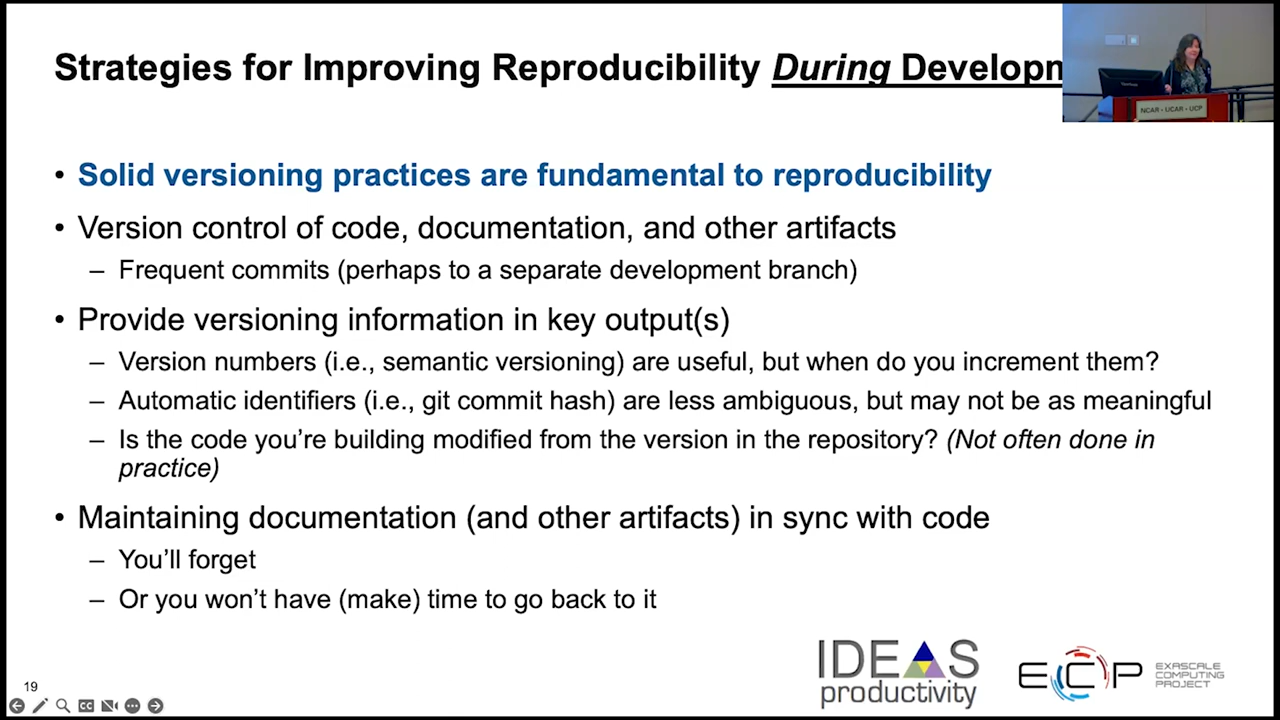 Strategies for Improving Reproducibility During Developm
NCAR - UCAR - UCP
• Solid versioning practices are fundamental to reproducibility
• Version control of code, documentation, and other artifacts
– Frequent commits (perhaps to a separate development branch)
• Provide versioning information in key output(s)
– Version numbers (i.e., semantic versioning) are useful, but when do you increment them?
– Automatic identifiers (i.e., git commit hash) are less ambiguous, but may not be as meaningful
– Is the code you’re building modified from the version in the repository? (Not often done in
practice)
• Maintaining documentation (and other artifacts) in sync with code
– You’ll forget
– Or you won’t have (make) time to go back to it
IDEAS
productivity
ECP
EXASCALE
COMPUTING
PROJECT
19
CC